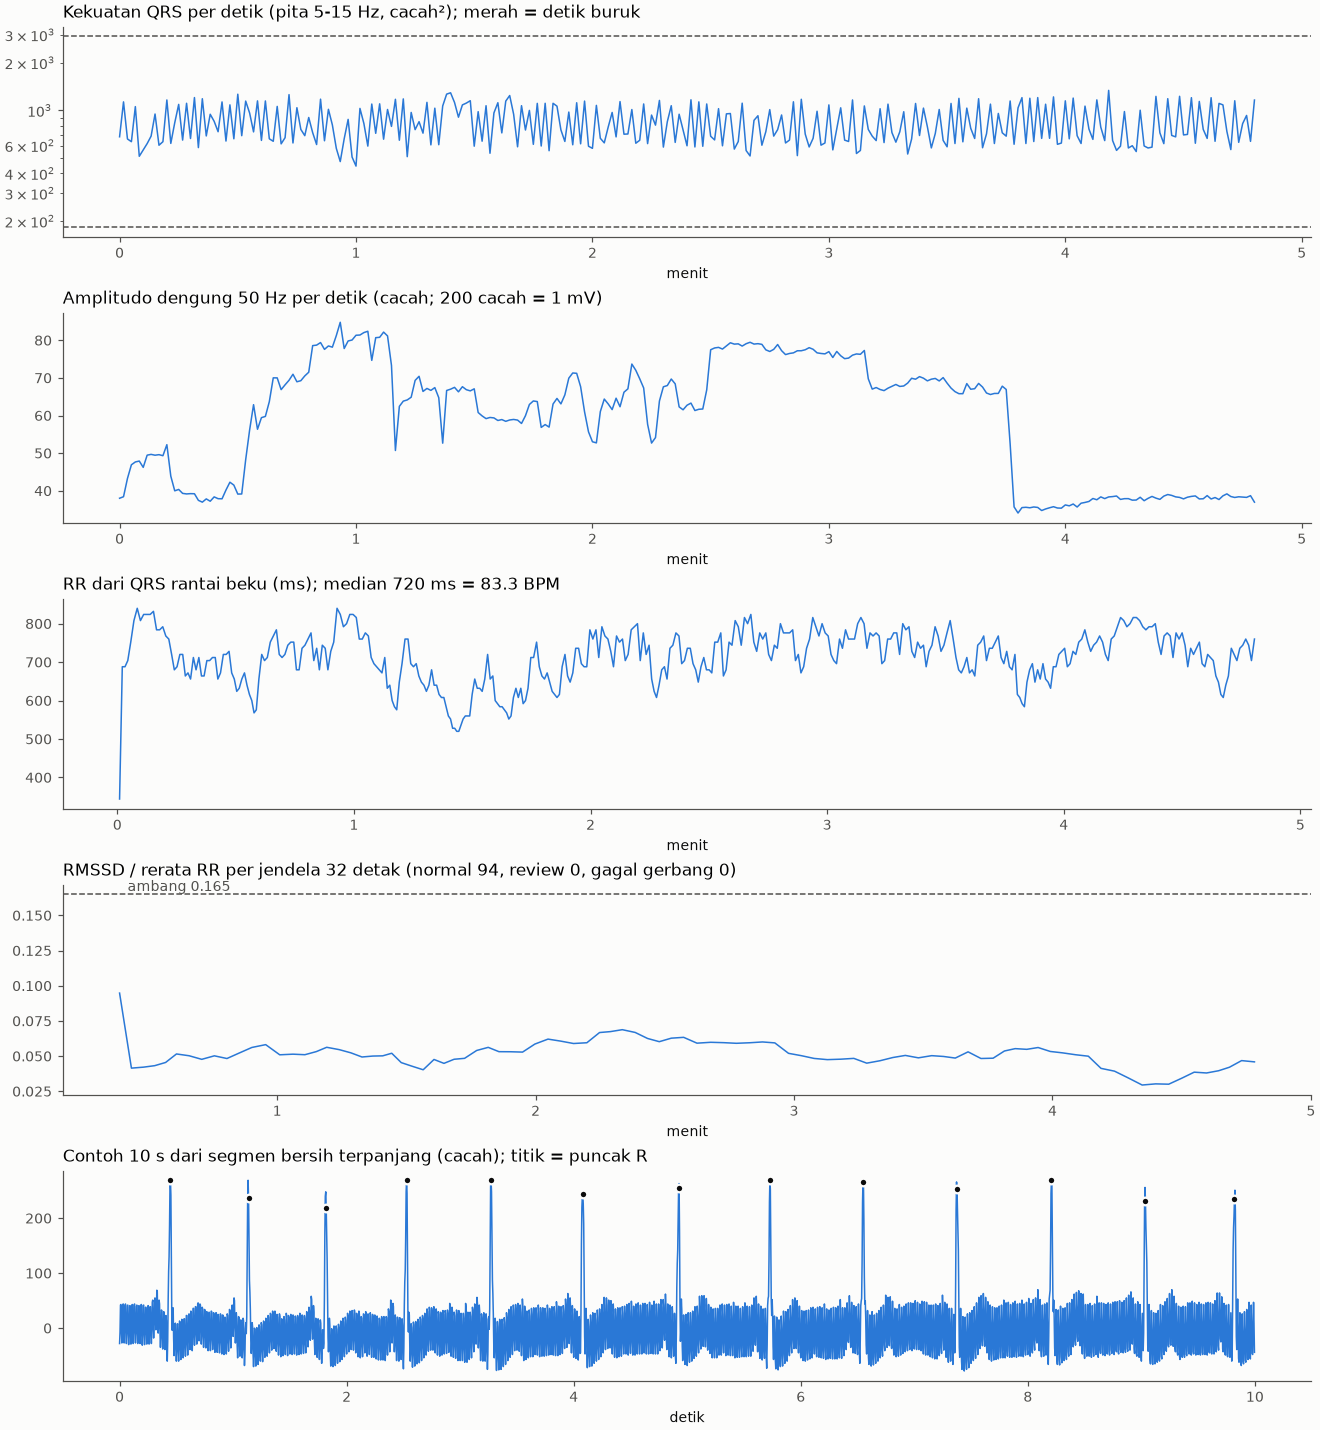 Kekuatan QRS per detik (pita 5-15 Hz, cacah²); merah = detik buruk
3 × 10³
2 × 10³
10³
6 × 10²
4 × 10²
3 × 10²
2 × 10²
0 1 2 3 4 5
menit
Amplitudo dengung 50 Hz per detik (cacah; 200 cacah = 1 mV)
80
70
60
50
40
0 1 2 3 4 5
menit
RR dari QRS rantai beku (ms); median 720 ms = 83.3 BPM
800
700
600
500
400
0 1 2 3 4 5
menit
RMSSD / rerata RR per jendela 32 detak (normal 94, review 0, gagal gerbang 0)
ambang 0.165
0.150
0.125
0.100
0.075
0.050
0.025
1 2 3 4 5
menit
Contoh 10 s dari segmen bersih terpanjang (cacah); titik = puncak R
200
100
0
0 2 4 6 8 10
detik